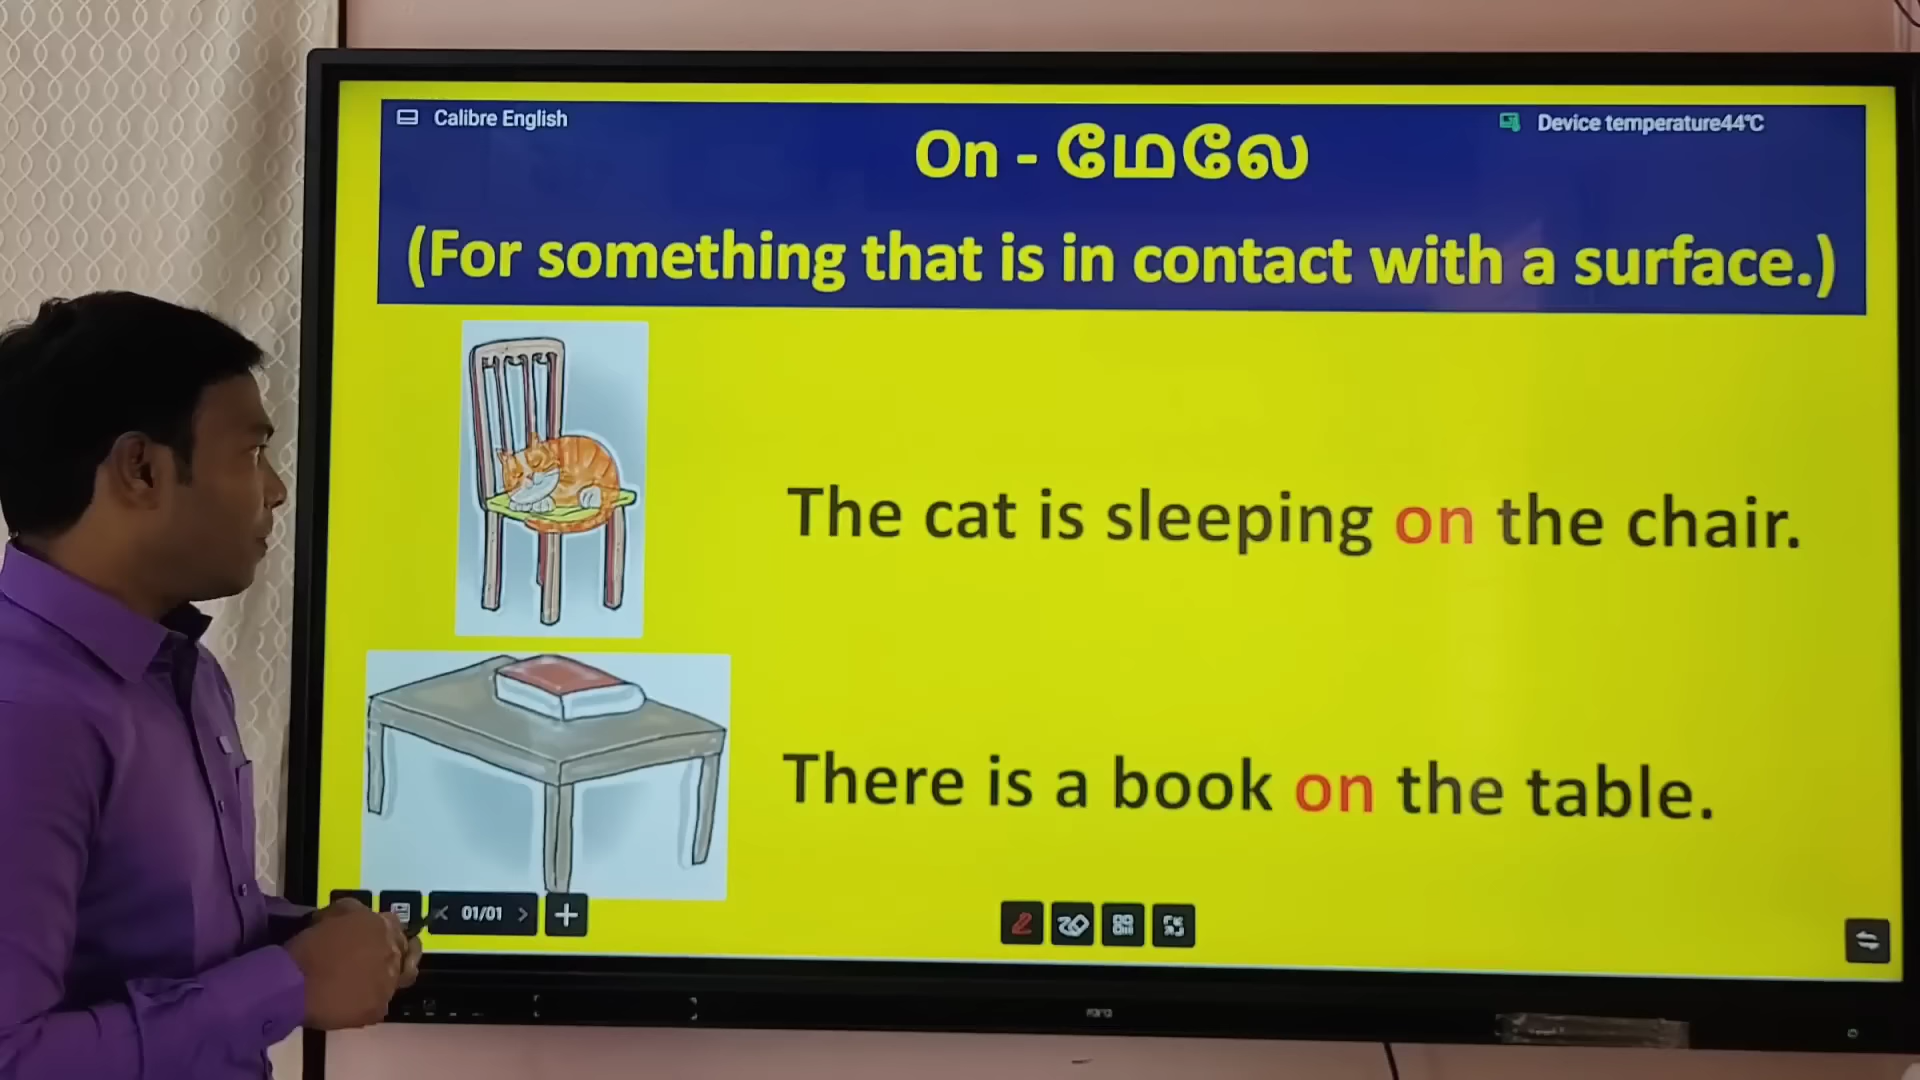 Calibre English
Device temperature44℃
On - மேலே
(For something that is in contact with a surface.)
The cat is sleeping on the chair.
There is a book on the table.
01/01